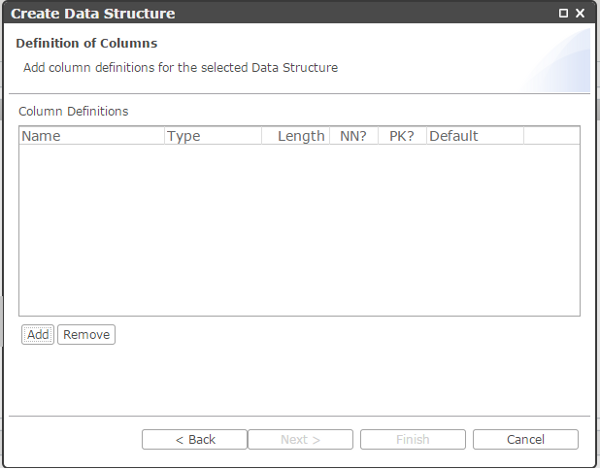 Create Data Structure
Definition of Columns
Add column definitions for the selected Data Structure
Column Definitions
Name Type Length NN? PK? Default
Add Remove
< Back Next > Finish Cancel